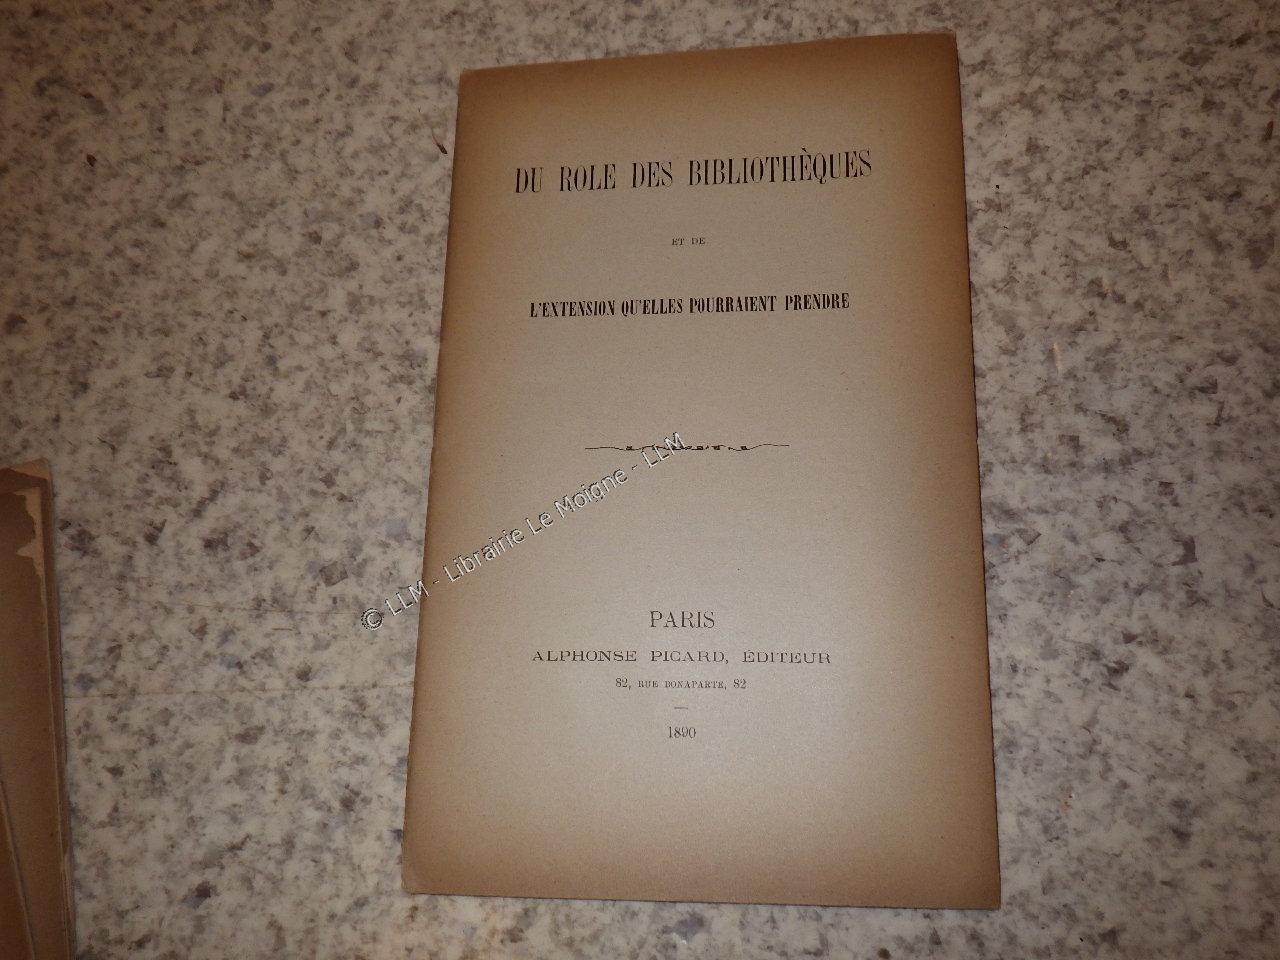 DU ROLE DES BIBLIOTHÈQUES
ET DE
L'EXTENSION QU'ELLES POURRAIENT PRENDRE
© LLM - Librairie Le Moigne - LLM
PARIS
ALPHONSE PICARD, ÉDITEUR
82, RUE BONAPARTE, 82
1890